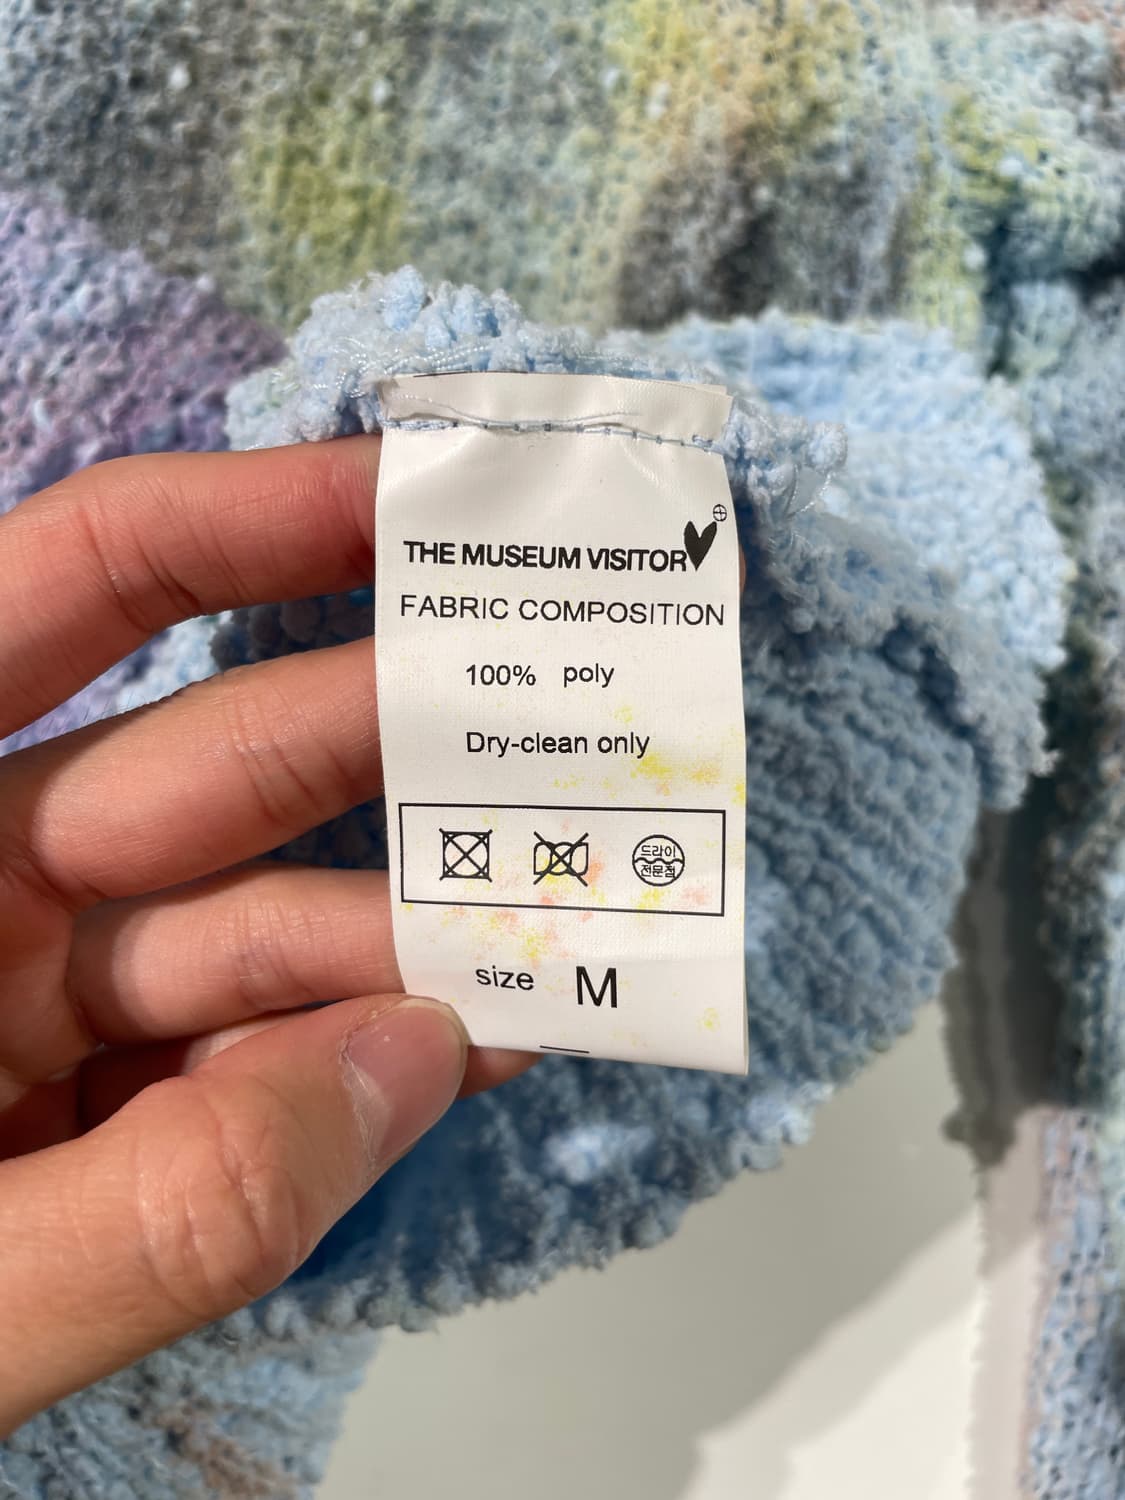 THE MUSEUM VISITOR
FABRIC COMPOSITION
100% poly
Dry-clean only
드라이
전문점
size M